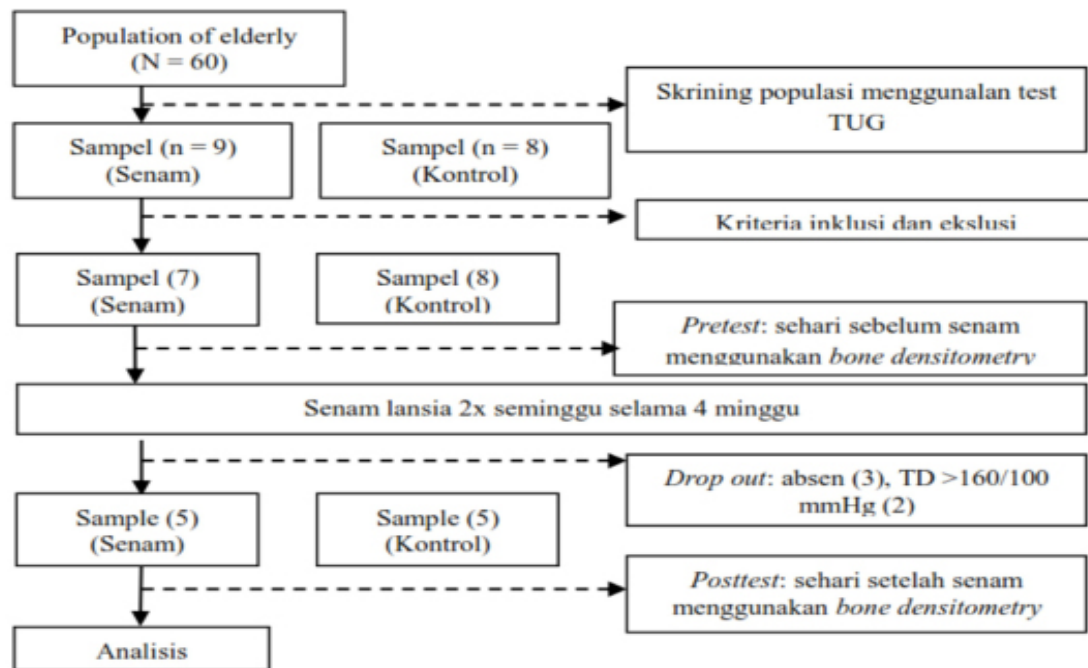 Population of elderly
(N = 60)
Skrining populasi menggunalan test
TUG
Sampel (n = 9)
(Senam)
Sampel (n = 8)
(Kontrol)
Kriteria inklusi dan ekslusi
Sampel (7)
(Senam)
Sampel (8)
(Kontrol)
Pretest: sehari sebelum senam
menggunakan bone densitometry
Senam lansia 2x seminggu selama 4 minggu
Drop out: absen (3), TD >160/100
mmHg (2)
Sample (5)
(Senam)
Sample (5)
(Kontrol)
Posttest: sehari setelah senam
menggunakan bone densitometry
Analisis